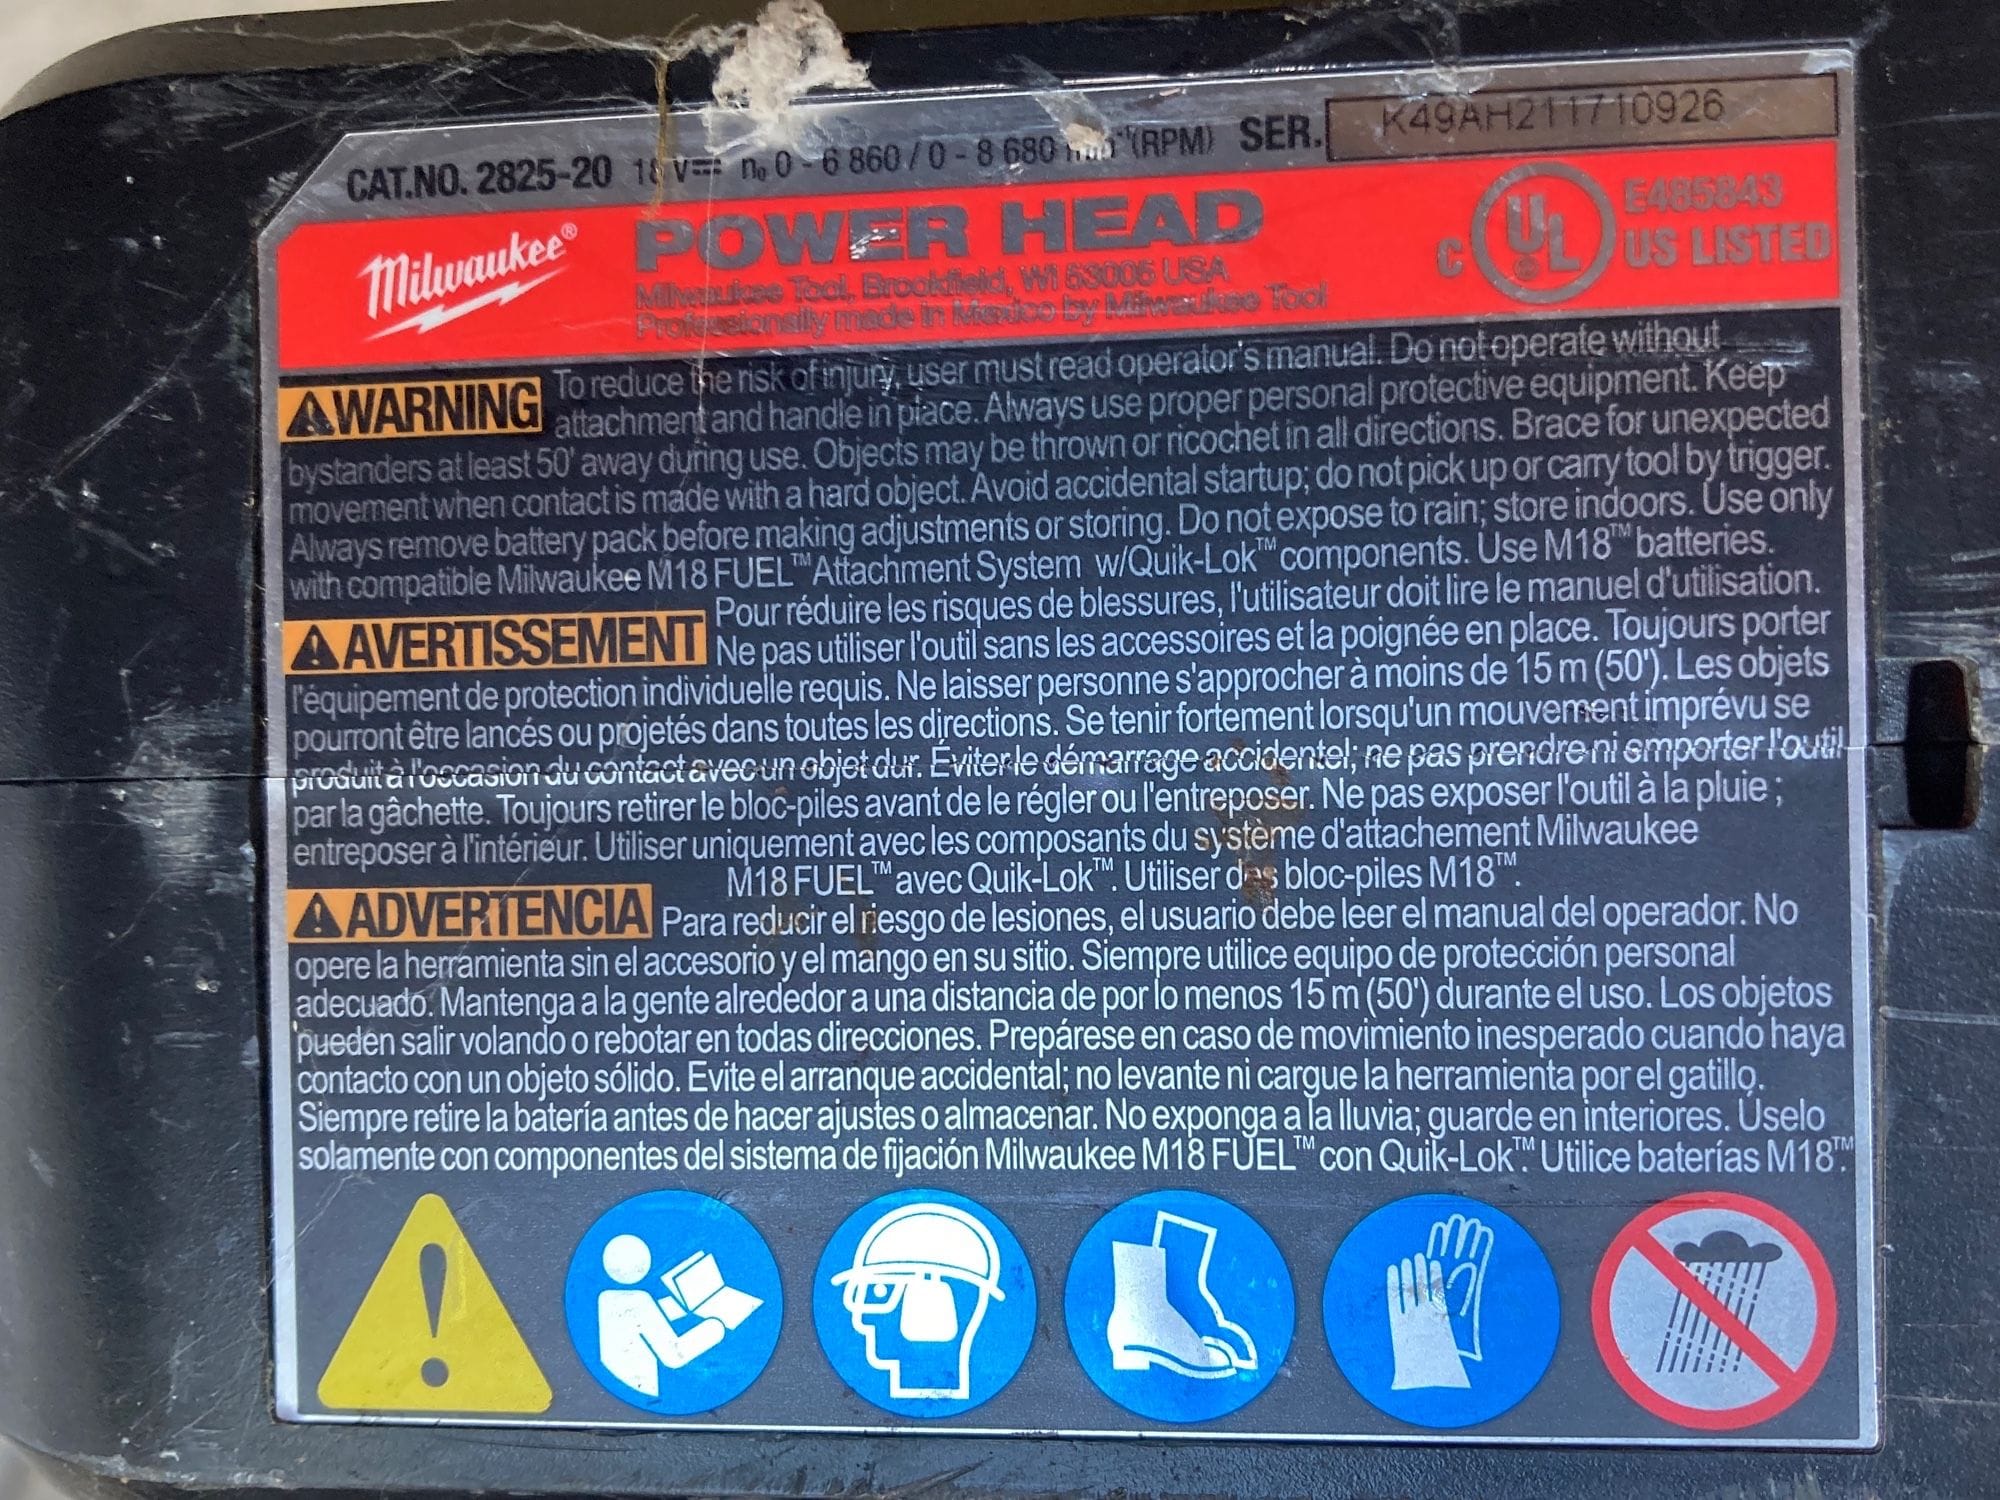 CAT.NO. 2825-20 18 V⎓ n₀ 0 - 6 860 / 0 - 8 680 min⁻¹ (RPM) SER. K49AH211710926
Milwaukee®
POWER HEAD
Milwaukee Tool, Brookfield, WI 53005 USA
Professionally made in Mexico by Milwaukee Tool
C UL US LISTED
E485843
WARNING To reduce the risk of injury, user must read operator's manual. Do not operate without
attachment and handle in place. Always use proper personal protective equipment. Keep
bystanders at least 50' away during use. Objects may be thrown or ricochet in all directions. Brace for unexpected
movement when contact is made with a hard object. Avoid accidental startup; do not pick up or carry tool by trigger.
Always remove battery pack before making adjustments or storing. Do not expose to rain; store indoors. Use only
with compatible Milwaukee M18 FUEL™ Attachment System w/Quik-Lok™ components. Use M18™ batteries.
AVERTISSEMENT Pour réduire les risques de blessures, l'utilisateur doit lire le manuel d'utilisation.
Ne pas utiliser l'outil sans les accessoires et la poignée en place. Toujours porter
l'équipement de protection individuelle requis. Ne laisser personne s'approcher à moins de 15 m (50'). Les objets
pourront être lancés ou projetés dans toutes les directions. Se tenir fortement lorsqu'un mouvement imprévu se
produit à l'occasion du contact avec un objet dur. Éviter le démarrage accidentel; ne pas prendre ni emporter l'outil
par la gâchette. Toujours retirer le bloc-piles avant de le régler ou l'entreposer. Ne pas exposer l'outil à la pluie ;
entreposer à l'intérieur. Utiliser uniquement avec les composants du système d'attachement Milwaukee
M18 FUEL™ avec Quik-Lok™. Utiliser des bloc-piles M18™.
ADVERTENCIA Para reducir el riesgo de lesiones, el usuario debe leer el manual del operador. No
opere la herramienta sin el accesorio y el mango en su sitio. Siempre utilice equipo de protección personal
adecuado. Mantenga a la gente alrededor a una distancia de por lo menos 15 m (50') durante el uso. Los objetos
pueden salir volando o rebotar en todas direcciones. Prepárese en caso de movimiento inesperado cuando haya
contacto con un objeto sólido. Evite el arranque accidental; no levante ni cargue la herramienta por el gatillo.
Siempre retire la batería antes de hacer ajustes o almacenar. No exponga a la lluvia; guarde en interiores. Úselo
solamente con componentes del sistema de fijación Milwaukee M18 FUEL™ con Quik-Lok™. Utilice baterías M18™.